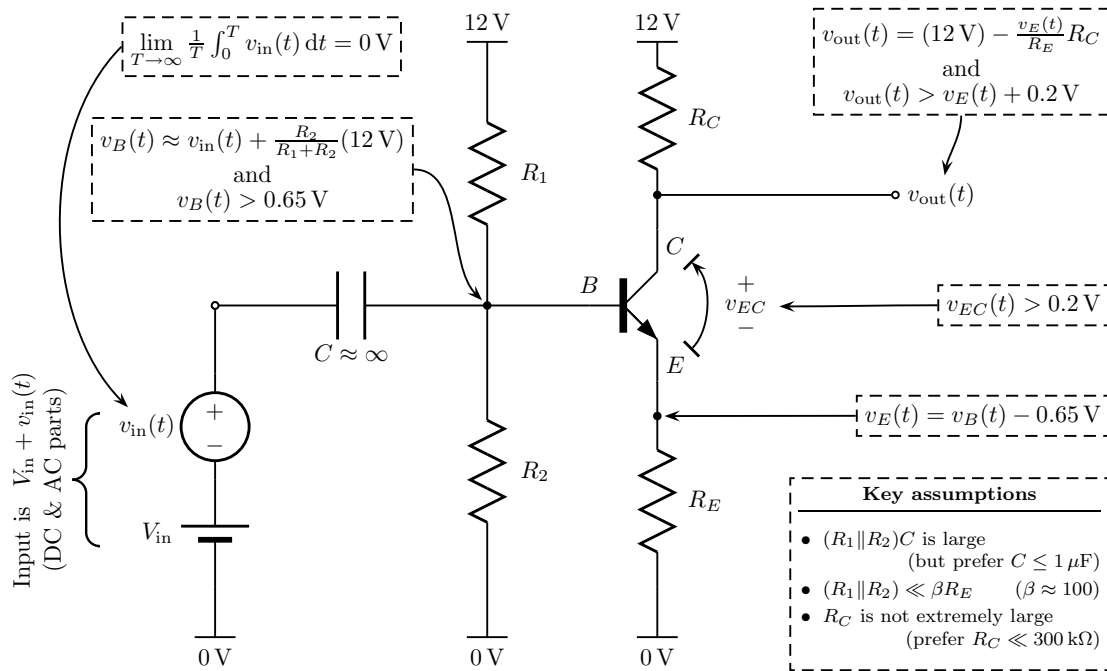 12 V
12 V
lim T→∞ 1/T ∫₀ᵀ v_in(t) dt = 0 V
v_out(t) = (12 V) − v_E(t)/R_E R_C
and
v_out(t) > v_E(t) + 0.2 V
v_B(t) ≈ v_in(t) + R_2/(R_1+R_2) (12 V)
and
v_B(t) > 0.65 V
R_1
R_C
v_out(t)
C
B
+
v_EC
−
v_EC(t) > 0.2 V
C ≈ ∞
E
v_in(t)
+
−
v_E(t) = v_B(t) − 0.65 V
Input is V_in + v_in(t)
(DC & AC parts)
V_in
R_2
R_E
Key assumptions
• (R_1∥R_2)C is large
(but prefer C ≤ 1 μF)
• (R_1∥R_2) ≪ βR_E (β ≈ 100)
• R_C is not extremely large
(prefer R_C ≪ 300 kΩ)
0 V
0 V
0 V